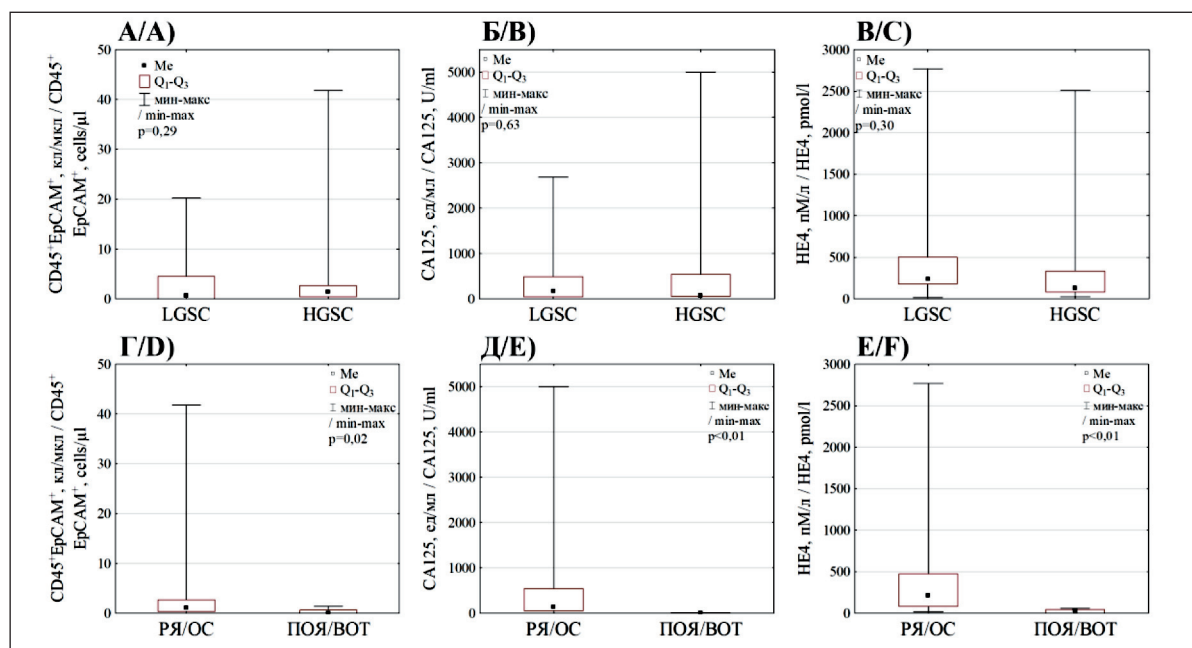 А/A)
CD45⁺EpCAM⁺, кл/мкл / CD45⁺
EpCAM⁺, cells/µl
50
40
30
20
10
0
Me
Q₁-Q₃
мин-макс
/ min-max
p=0,29
LGSC
HGSC
Б/B)
CA125, ед/мл / CA125, U/ml
5000
4000
3000
2000
1000
0
Me
Q₁-Q₃
мин-макс
/ min-max
p=0,63
LGSC
HGSC
В/C)
HE4, пМ/л / HE4, pmol/l
3000
2500
2000
1500
1000
500
0
Me
Q₁-Q₃
мин-макс
/ min-max
p=0,30
LGSC
HGSC
Г/D)
CD45⁺EpCAM⁺, кл/мкл / CD45⁺
EpCAM⁺, cells/µl
50
40
30
20
10
0
Me
Q₁-Q₃
мин-макс
/ min-max
p=0,02
РЯ/OC
ПОЯ/BOT
Д/E)
CA125, ед/мл / CA125, U/ml
5000
4000
3000
2000
1000
0
Me
Q₁-Q₃
мин-макс
/ min-max
p<0,01
РЯ/OC
ПОЯ/BOT
Е/F)
HE4, пМ/л / HE4, pmol/l
3000
2500
2000
1500
1000
500
0
Me
Q₁-Q₃
мин-макс
/ min-max
p<0,01
РЯ/OC
ПОЯ/BOT